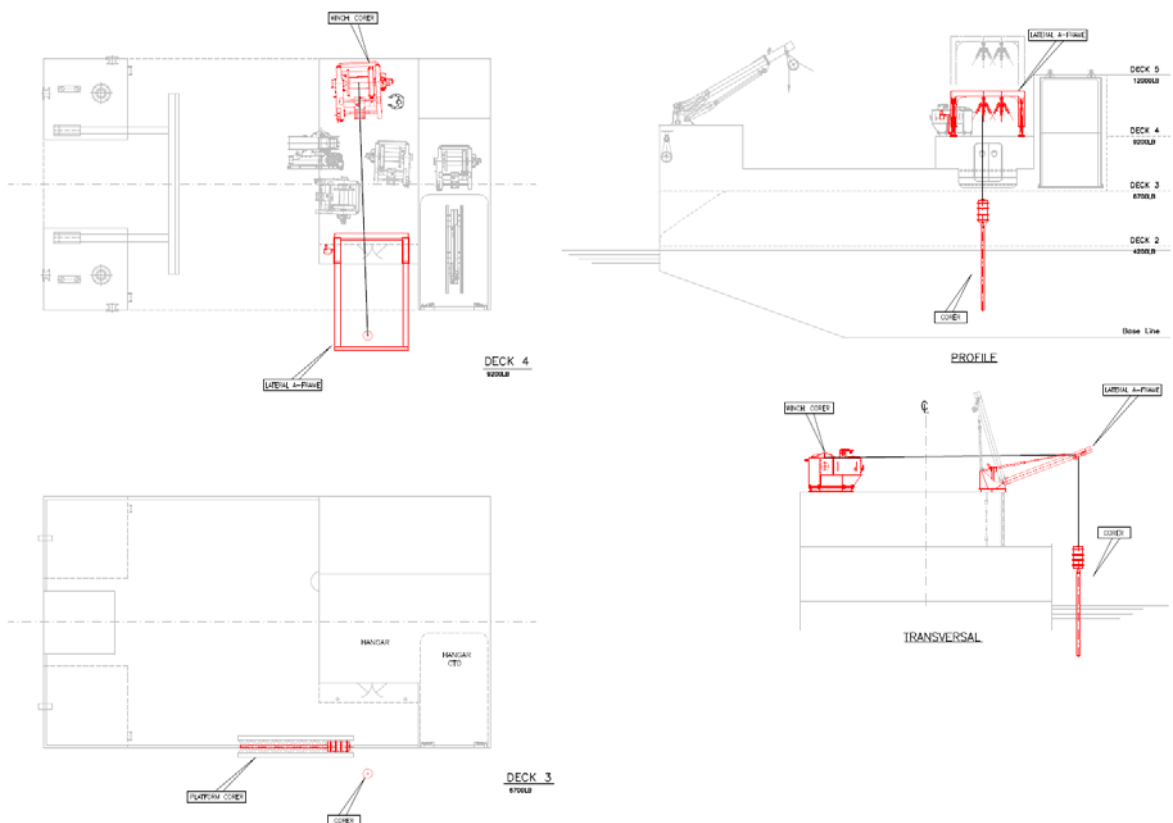 WINCH CORER
LATERAL A-FRAME
DECK 4
9200LB
LATERAL A-FRAME
DECK 5
12000LB
DECK 4
9200LB
DECK 3
6700LB
DECK 2
4200LB
CORER
Base Line
PROFILE
WINCH CORER
LATERAL A-FRAME
CORER
TRANSVERSAL
HANGAR
HANGAR
CTD
PLATFORM CORER
CORER
DECK 3
6700LB